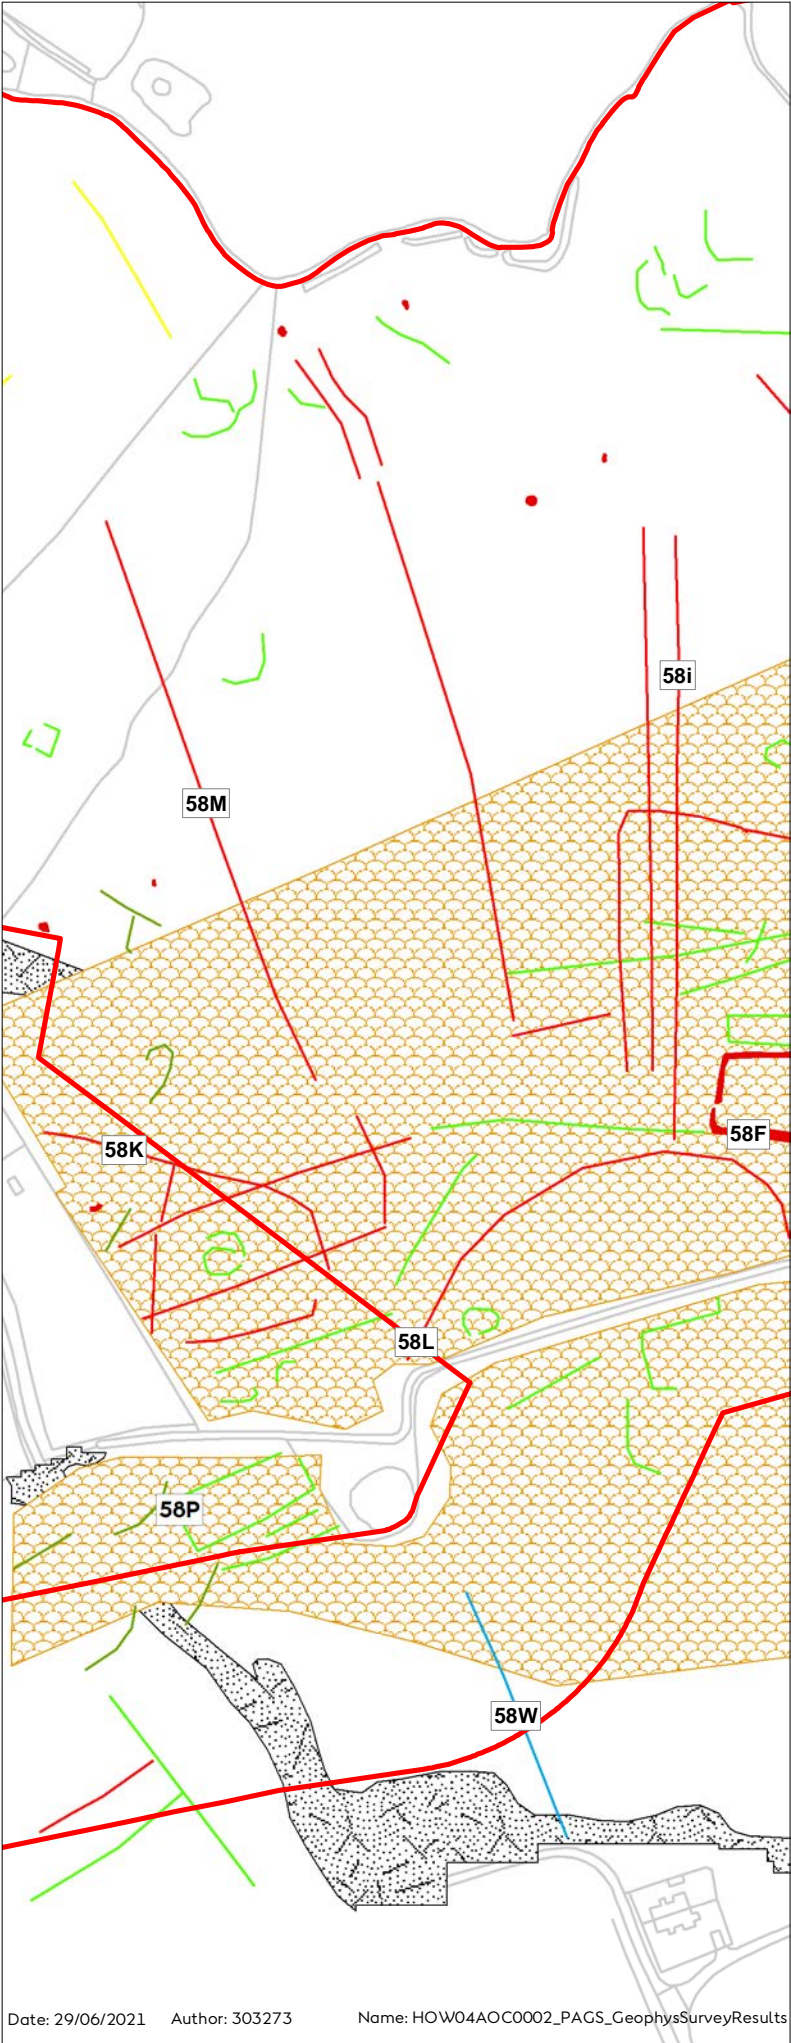 58i
58M
58F
58K
58L
58P
58W
Date: 29/06/2021 Author: 303273 Name: HOW04AOC0002_PAGS_GeophysSurveyResults